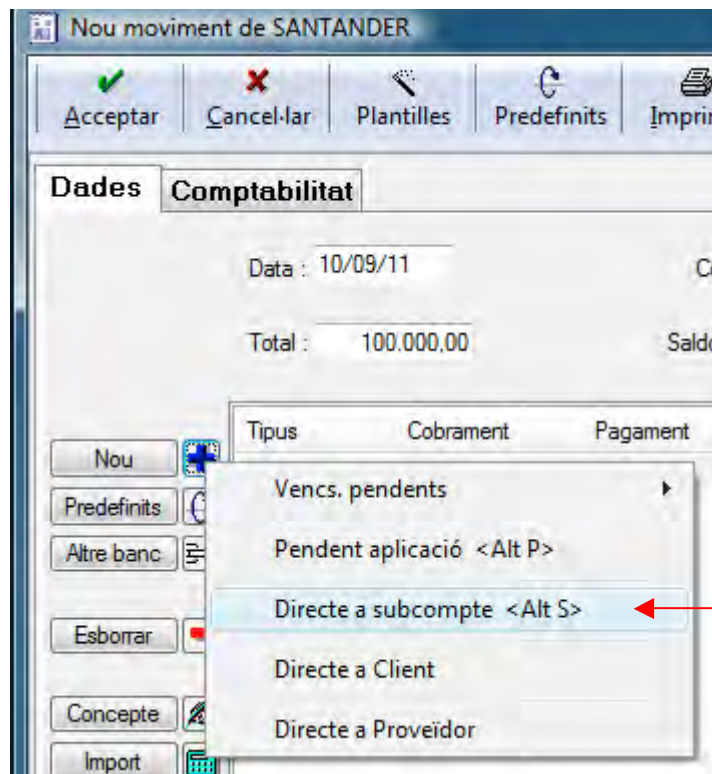 Nou moviment de SANTANDER
Acceptar Cancel·lar Plantilles Predefinits
Dades Comptabilitat
Data : 10/09/11
Total : 100.000,00
Tipus Cobrament Pagament
Nou
Vencs. pendents
Predefinits
Pendent aplicació <Alt P>
Altre banc
Directe a subcompte <Alt S>
Esborrar
Directe a Client
Concepte
Directe a Proveïdor
Import